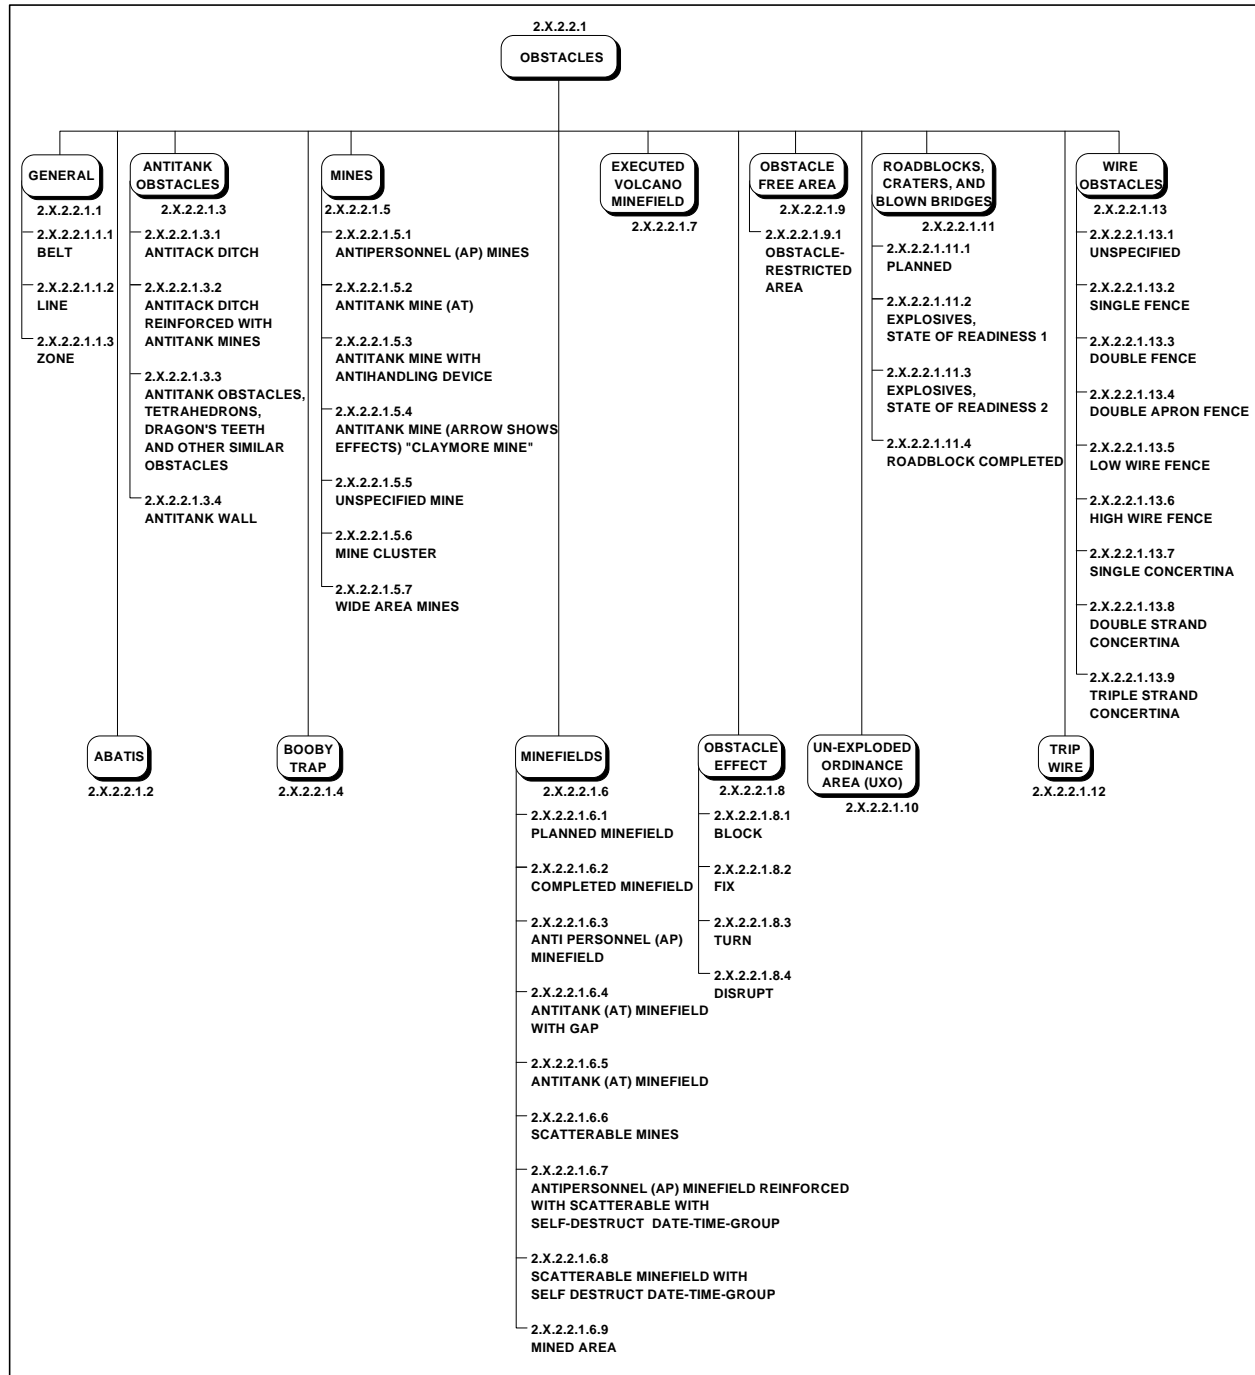 2.X.2.2.1
OBSTACLES
GENERAL
2.X.2.2.1.1
2.X.2.2.1.1.1
BELT
2.X.2.2.1.1.2
LINE
2.X.2.2.1.1.3
ZONE
ANTITANK
OBSTACLES
2.X.2.2.1.3
2.X.2.2.1.3.1
ANTITACK DITCH
2.X.2.2.1.3.2
ANTITACK DITCH
REINFORCED WITH
ANTITANK MINES
2.X.2.2.1.3.3
ANTITANK OBSTACLES,
TETRAHEDRONS,
DRAGON'S TEETH
AND OTHER SIMILAR
OBSTACLES
2.X.2.2.1.3.4
ANTITANK WALL
MINES
2.X.2.2.1.5
2.X.2.2.1.5.1
ANTIPERSONNEL (AP) MINES
2.X.2.2.1.5.2
ANTITANK MINE (AT)
2.X.2.2.1.5.3
ANTITANK MINE WITH
ANTIHANDLING DEVICE
2.X.2.2.1.5.4
ANTITANK MINE (ARROW SHOWS
EFFECTS) "CLAYMORE MINE"
2.X.2.2.1.5.5
UNSPECIFIED MINE
2.X.2.2.1.5.6
MINE CLUSTER
2.X.2.2.1.5.7
WIDE AREA MINES
EXECUTED
VOLCANO
MINEFIELD
2.X.2.2.1.7
OBSTACLE
FREE AREA
2.X.2.2.1.9
2.X.2.2.1.9.1
OBSTACLE-
RESTRICTED
AREA
ROADBLOCKS,
CRATERS, AND
BLOWN BRIDGES
2.X.2.2.1.11
2.X.2.2.1.11.1
PLANNED
2.X.2.2.1.11.2
EXPLOSIVES,
STATE OF READINESS 1
2.X.2.2.1.11.3
EXPLOSIVES,
STATE OF READINESS 2
2.X.2.2.1.11.4
ROADBLOCK COMPLETED
WIRE
OBSTACLES
2.X.2.2.1.13
2.X.2.2.1.13.1
UNSPECIFIED
2.X.2.2.1.13.2
SINGLE FENCE
2.X.2.2.1.13.3
DOUBLE FENCE
2.X.2.2.1.13.4
DOUBLE APRON FENCE
2.X.2.2.1.13.5
LOW WIRE FENCE
2.X.2.2.1.13.6
HIGH WIRE FENCE
2.X.2.2.1.13.7
SINGLE CONCERTINA
2.X.2.2.1.13.8
DOUBLE STRAND
CONCERTINA
2.X.2.2.1.13.9
TRIPLE STRAND
CONCERTINA
ABATIS
2.X.2.2.1.2
BOOBY
TRAP
2.X.2.2.1.4
MINEFIELDS
2.X.2.2.1.6
2.X.2.2.1.6.1
PLANNED MINEFIELD
2.X.2.2.1.6.2
COMPLETED MINEFIELD
2.X.2.2.1.6.3
ANTI PERSONNEL (AP)
MINEFIELD
2.X.2.2.1.6.4
ANTITANK (AT) MINEFIELD
WITH GAP
2.X.2.2.1.6.5
ANTITANK (AT) MINEFIELD
2.X.2.2.1.6.6
SCATTERABLE MINES
2.X.2.2.1.6.7
ANTIPERSONNEL (AP) MINEFIELD REINFORCED
WITH SCATTERABLE WITH
SELF-DESTRUCT DATE-TIME-GROUP
2.X.2.2.1.6.8
SCATTERABLE MINEFIELD WITH
SELF DESTRUCT DATE-TIME-GROUP
2.X.2.2.1.6.9
MINED AREA
OBSTACLE
EFFECT
2.X.2.2.1.8
2.X.2.2.1.8.1
BLOCK
2.X.2.2.1.8.2
FIX
2.X.2.2.1.8.3
TURN
2.X.2.2.1.8.4
DISRUPT
UN-EXPLODED
ORDINANCE
AREA (UXO)
2.X.2.2.1.10
TRIP
WIRE
2.X.2.2.1.12